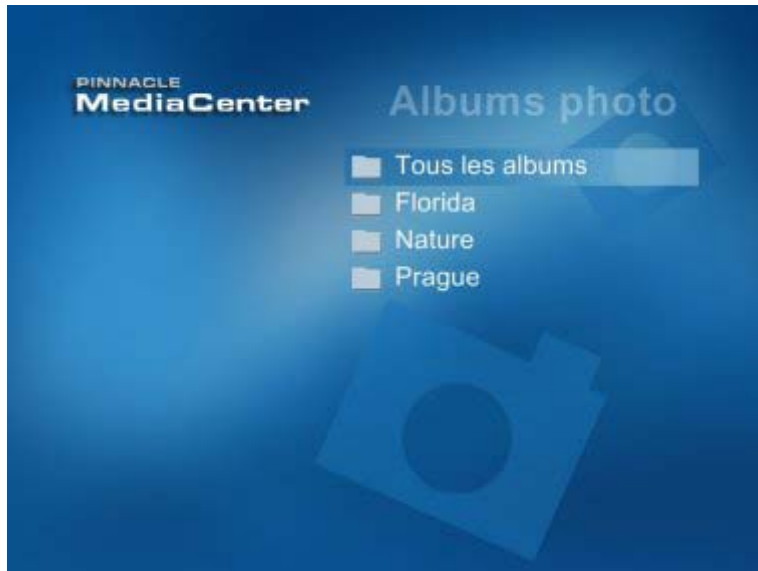 PINNACLE
MediaCenter
Albums photo
Tous les albums
Florida
Nature
Prague